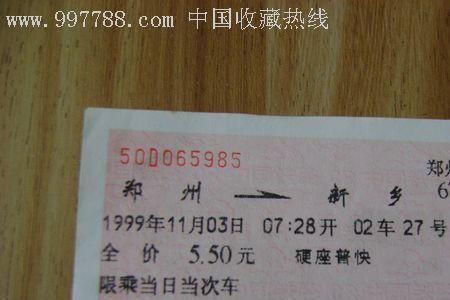 www.997788.com 中国收藏热线
50D065985
郑州
郑 州 → 新 乡
1999年11月03日 07:28开 02车27号
全 价 5.50元 硬座普快
限乘当日当次车